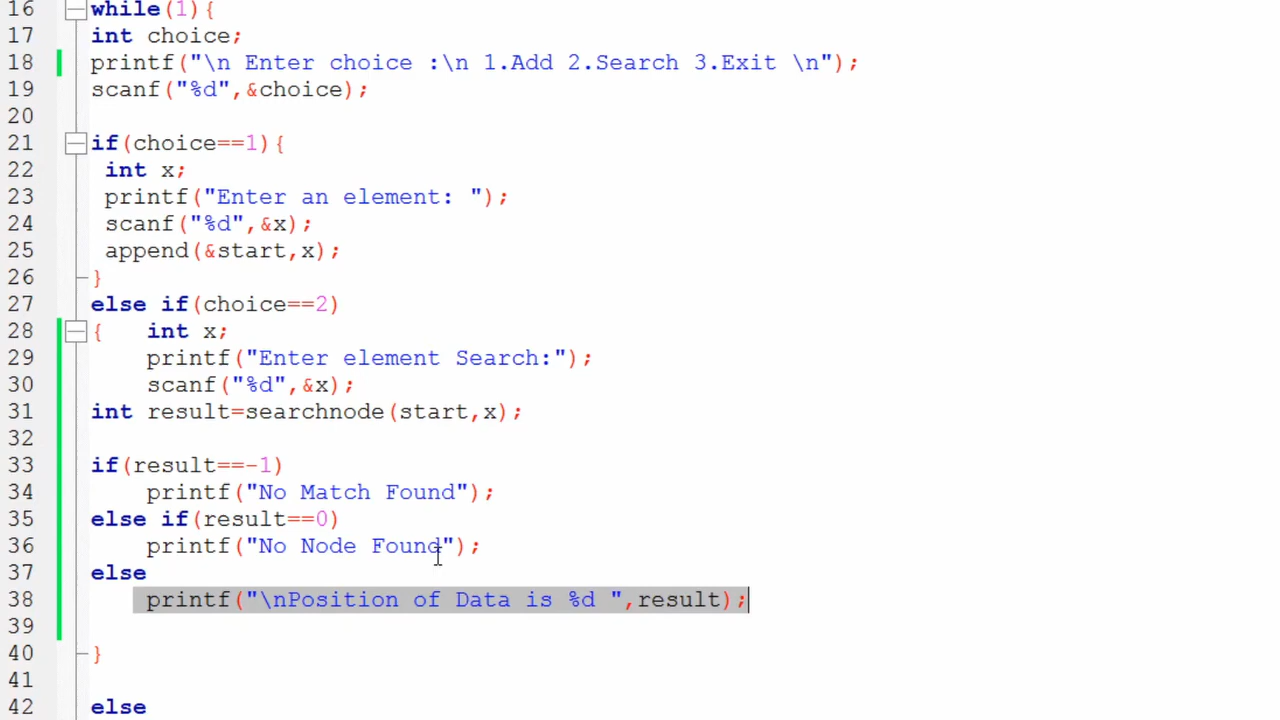 16 while(1){
17 int choice;
18 printf("\n Enter choice :\n 1.Add 2.Search 3.Exit \n");
19 scanf("%d",&choice);
20
21 if(choice==1){
22 int x;
23 printf("Enter an element: ");
24 scanf("%d",&x);
25 append(&start,x);
26 }
27 else if(choice==2)
28 { int x;
29 printf("Enter element Search:");
30 scanf("%d",&x);
31 int result=searchnode(start,x);
32
33 if(result==-1)
34 printf("No Match Found");
35 else if(result==0)
36 printf("No Node Found");
37 else
38 printf("\nPosition of Data is %d ",result);
39
40 }
41
42 else